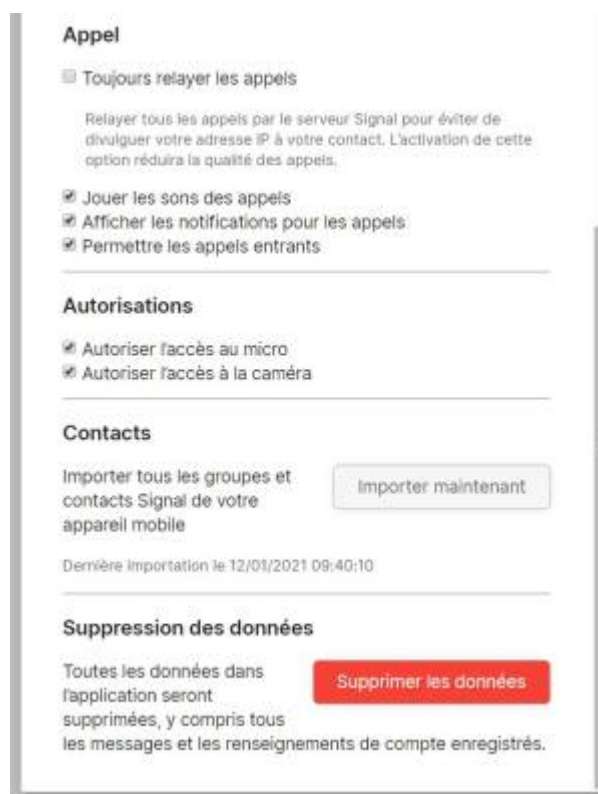 Appel
Toujours relayer les appels
Relayer tous les appels par le serveur Signal pour éviter de
divulguer votre adresse IP à votre contact. L'activation de cette
option réduira la qualité des appels.
Jouer les sons des appels
Afficher les notifications pour les appels
Permettre les appels entrants
Autorisations
Autoriser l'accès au micro
Autoriser l'accès à la caméra
Contacts
Importer tous les groupes et
contacts Signal de votre
appareil mobile
Importer maintenant
Dernière importation le 12/01/2021 09:40:10
Suppression des données
Toutes les données dans
l'application seront
supprimées, y compris tous
les messages et les renseignements de compte enregistrés.
Supprimer les données